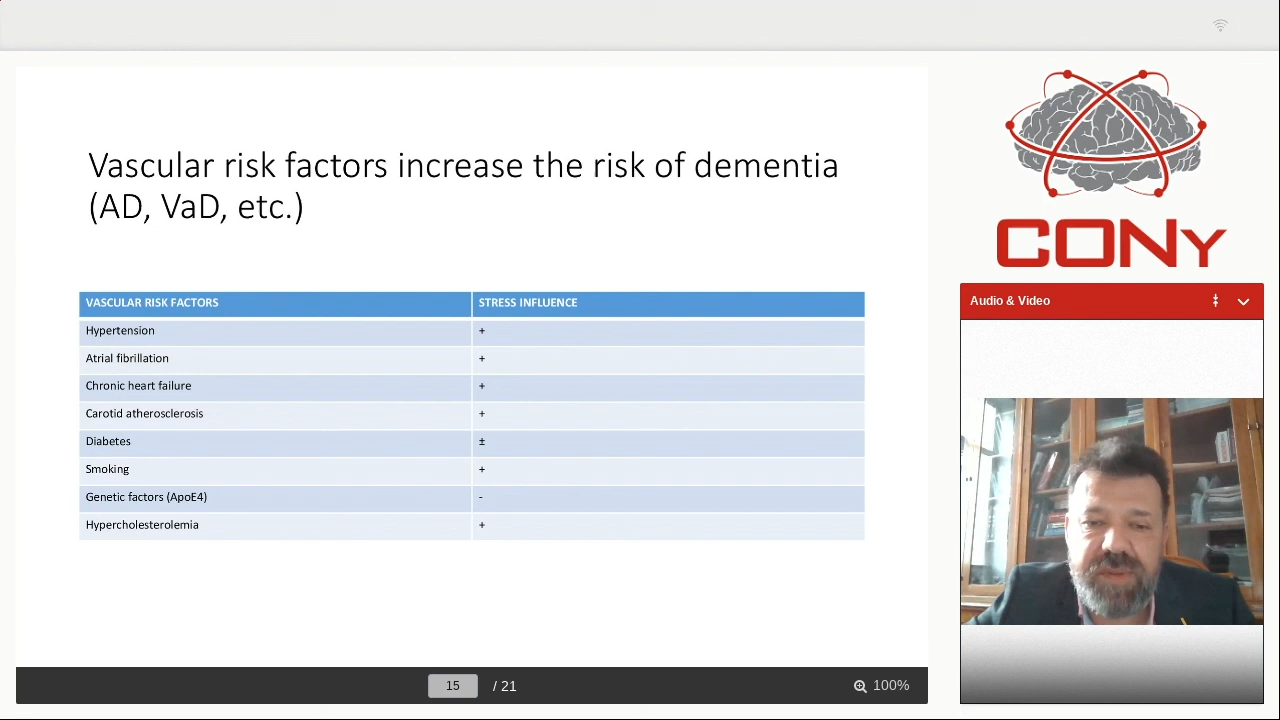 Vascular risk factors increase the risk of dementia
(AD, VaD, etc.)
VASCULAR RISK FACTORS STRESS INFLUENCE
Hypertension +
Atrial fibrillation +
Chronic heart failure +
Carotid atherosclerosis +
Diabetes ±
Smoking +
Genetic factors (ApoE4) -
Hypercholesterolemia +
15 / 21
100%
CONy
Audio & Video